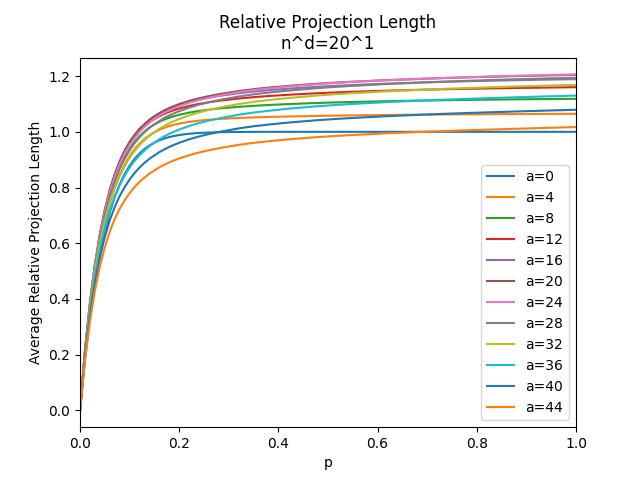 Relative Projection Length
n^d=20^1
Average Relative Projection Length
1.2
1.0
0.8
0.6
0.4
0.2
0.0
a=0
a=4
a=8
a=12
a=16
a=20
a=24
a=28
a=32
a=36
a=40
a=44
0.0 0.2 0.4 0.6 0.8 1.0
p